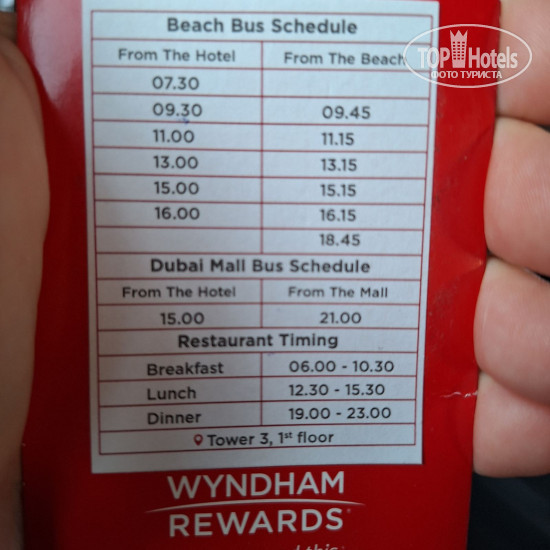 Beach Bus Schedule
From The Hotel From The Beach
07.30
09.30 09.45
11.00 11.15
13.00 13.15
15.00 15.15
16.00 16.15
18.45
Dubai Mall Bus Schedule
From The Hotel From The Mall
15.00 21.00
Restaurant Timing
Breakfast 06.00 - 10.30
Lunch 12.30 - 15.30
Dinner 19.00 - 23.00
Tower 3, 1st floor
WYNDHAM
REWARDS®
TOP Hotels
ФОТО ТУРИСТА